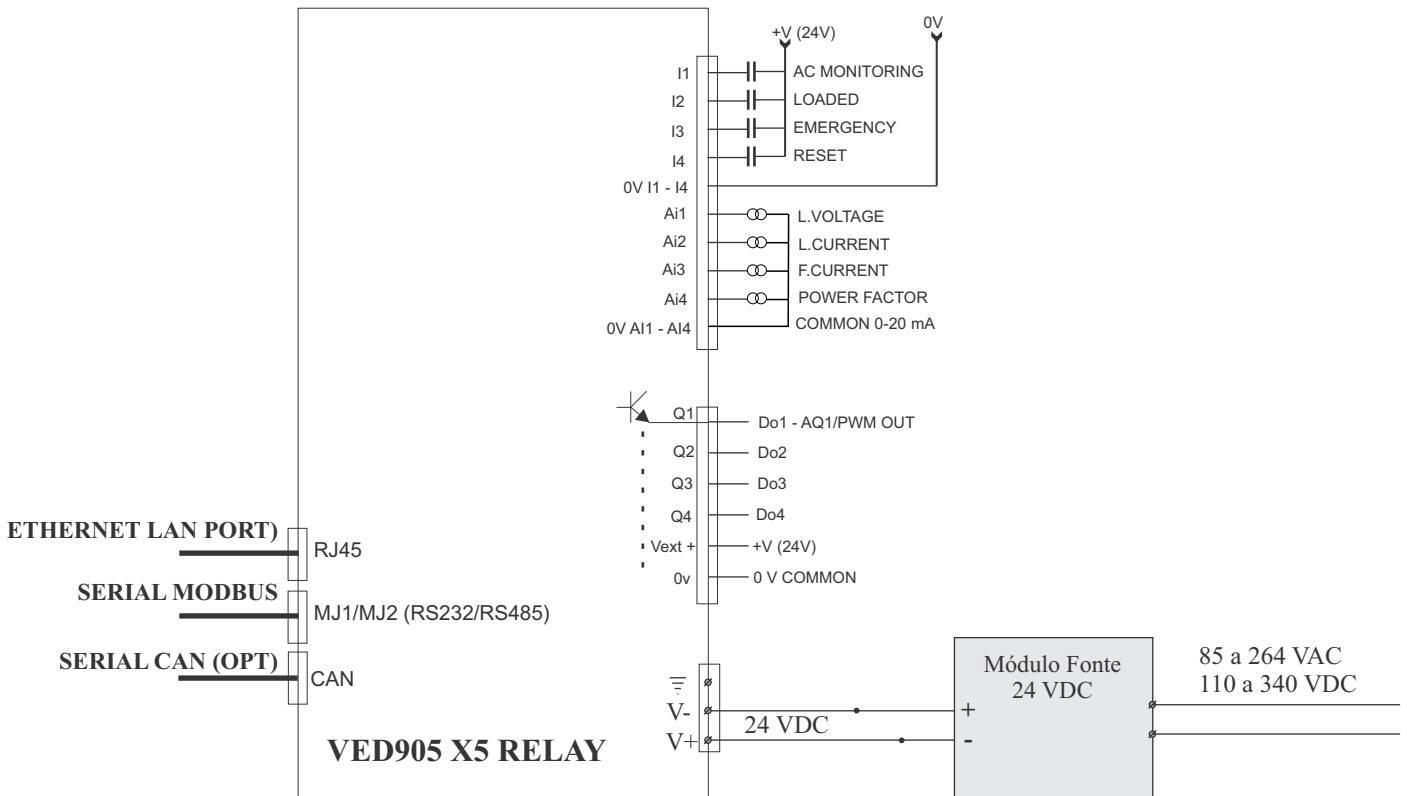 +V (24V)
0V
I1
AC MONITORING
I2
LOADED
I3
EMERGENCY
I4
RESET
0V I1 - I4
Ai1
L.VOLTAGE
Ai2
L.CURRENT
Ai3
F.CURRENT
Ai4
POWER FACTOR
0V AI1 - AI4
COMMON 0-20 mA
Q1
Do1 - AQ1/PWM OUT
Q2
Do2
Q3
Do3
Q4
Do4
Vext +
+V (24V)
0v
0 V COMMON
ETHERNET LAN PORT)
RJ45
SERIAL MODBUS
MJ1/MJ2 (RS232/RS485)
SERIAL CAN (OPT)
CAN
VED905 X5 RELAY
V-
24 VDC
V+
Módulo Fonte
24 VDC
+
-
85 a 264 VAC
110 a 340 VDC